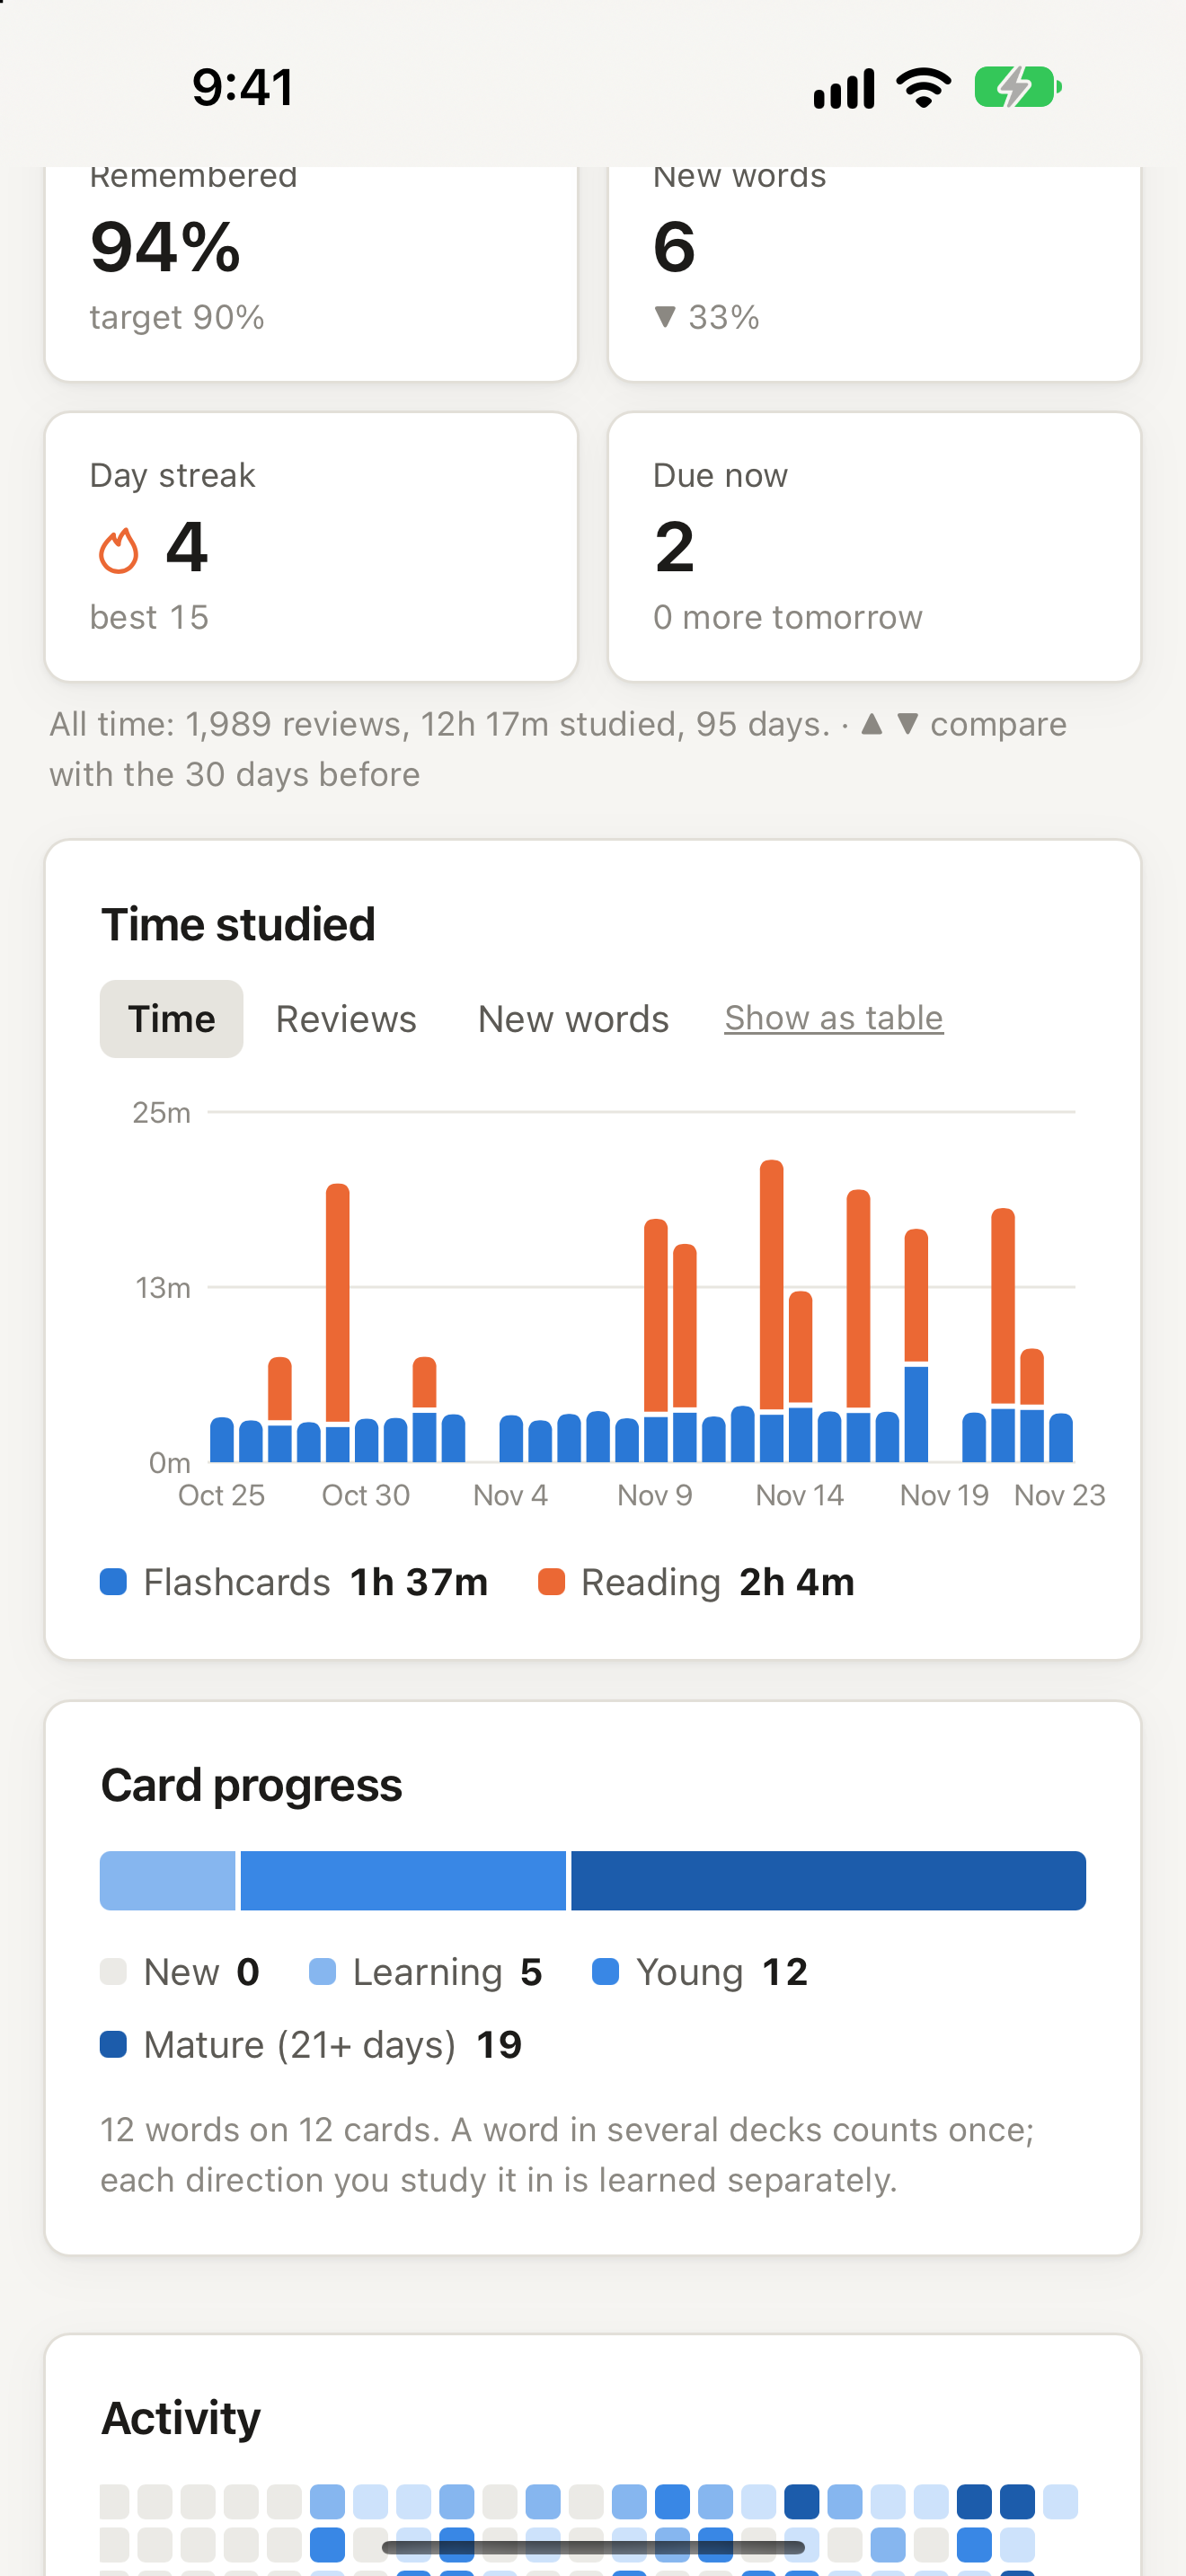 9:41
Remembered
94%
target 90%
New words
6
▼ 33%
Day streak
4
best 15
Due now
2
0 more tomorrow
All time: 1,989 reviews, 12h 17m studied, 95 days. · ▲ ▼ compare
with the 30 days before
Time studied
Time Reviews New words Show as table
25m
13m
0m
Oct 25 Oct 30 Nov 4 Nov 9 Nov 14 Nov 19 Nov 23
Flashcards 1h 37m Reading 2h 4m
Card progress
New 0 Learning 5 Young 12
Mature (21+ days) 19
12 words on 12 cards. A word in several decks counts once;
each direction you study it in is learned separately.
Activity